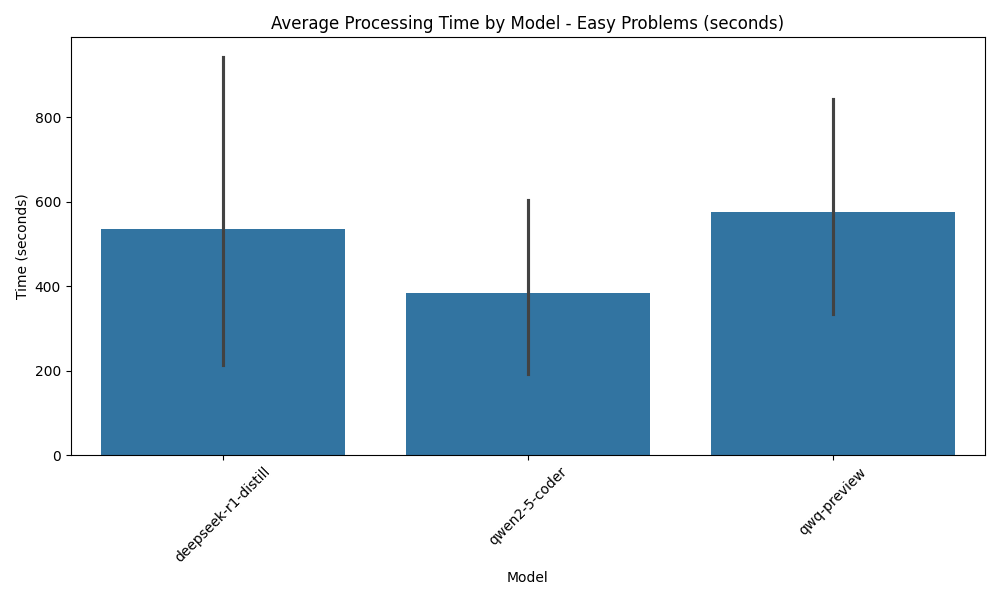 Average Processing Time by Model - Easy Problems (seconds)
Time (seconds)
800
600
400
200
0
deepseek-r1-distill
qwen2-5-coder
qwq-preview
Model